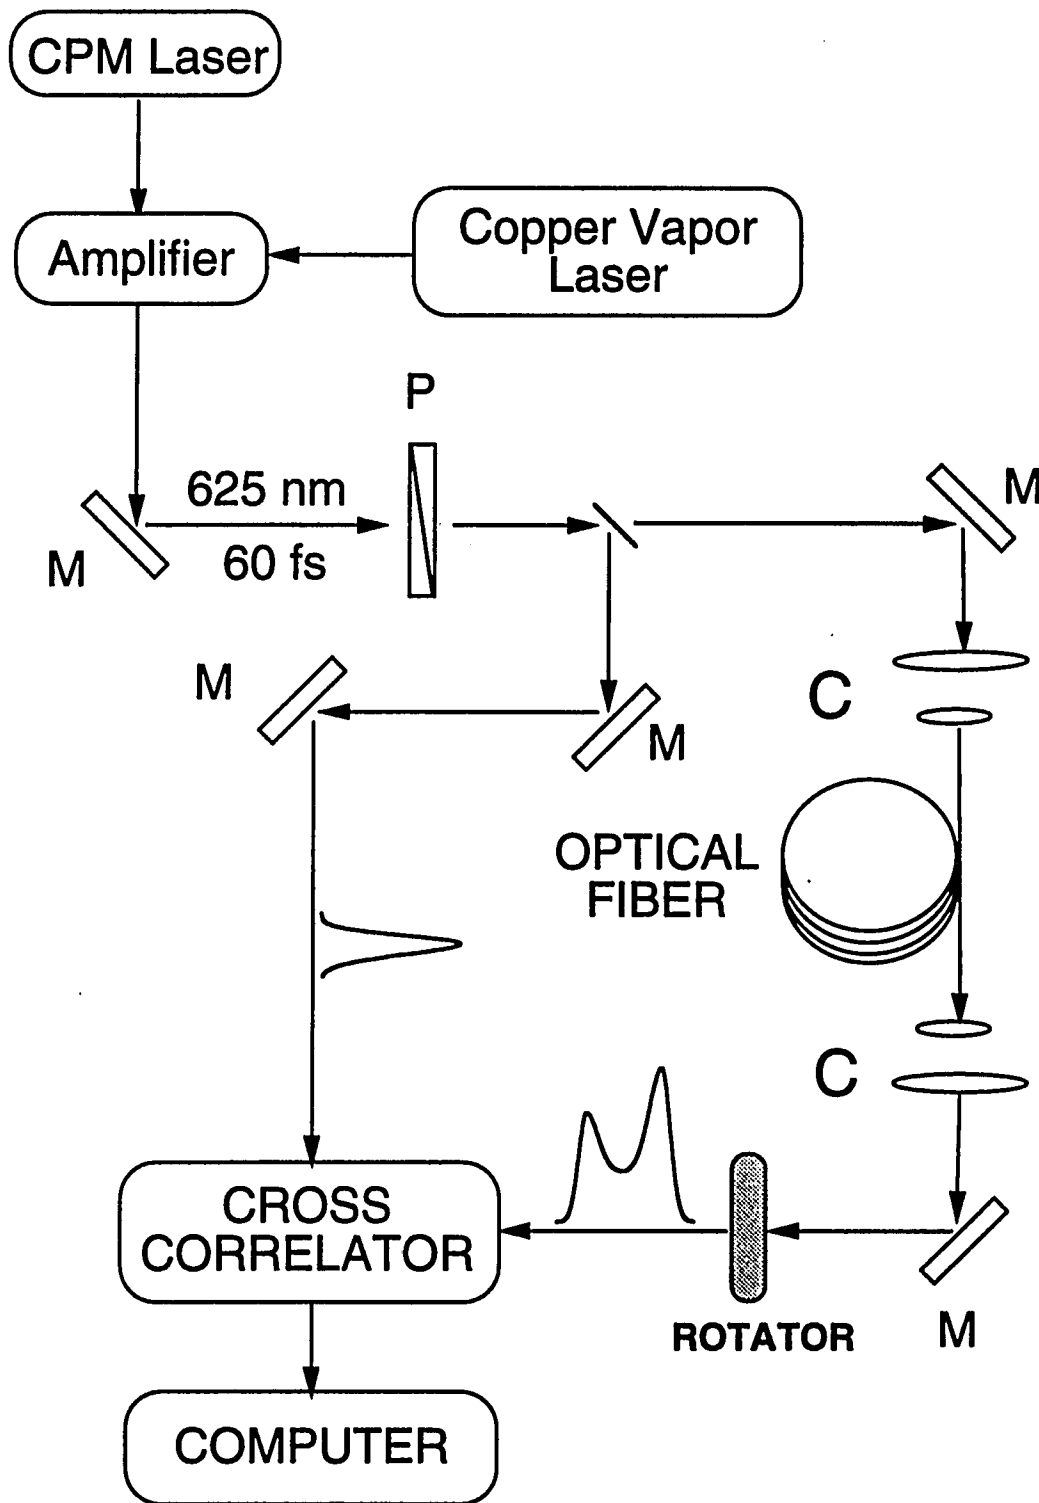 CPM Laser
Amplifier
Copper Vapor
Laser
P
625 nm
60 fs
M
M
M
M
C
OPTICAL
FIBER
C
CROSS
CORRELATOR
ROTATOR
M
COMPUTER